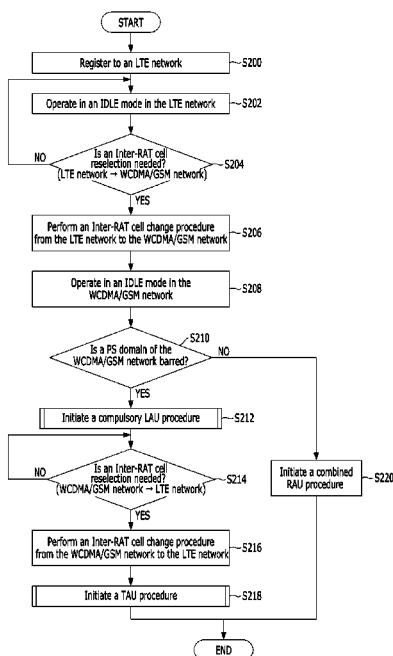 START
Register to an LTE network
S200
Operate in an IDLE mode in the LTE network
S202
Is an Inter-RAT cell
reselection needed?
(LTE network → WCDMA/GSM network)
S204
NO
YES
Perform an Inter-RAT cell change procedure
from the LTE network to the WCDMA/GSM network
S206
Operate in an IDLE mode in the
WCDMA/GSM network
S208
Is a PS domain of the
WCDMA/GSM network barred?
S210
NO
YES
Initiate a compulsory LAU procedure
S212
Is an Inter-RAT cell
reselection needed?
(WCDMA/GSM network → LTE network)
S214
NO
YES
Initiate a combined
RAU procedure
S220
Perform an Inter-RAT cell change procedure
from the WCDMA/GSM network to the LTE network
S216
Initiate a TAU procedure
S218
END